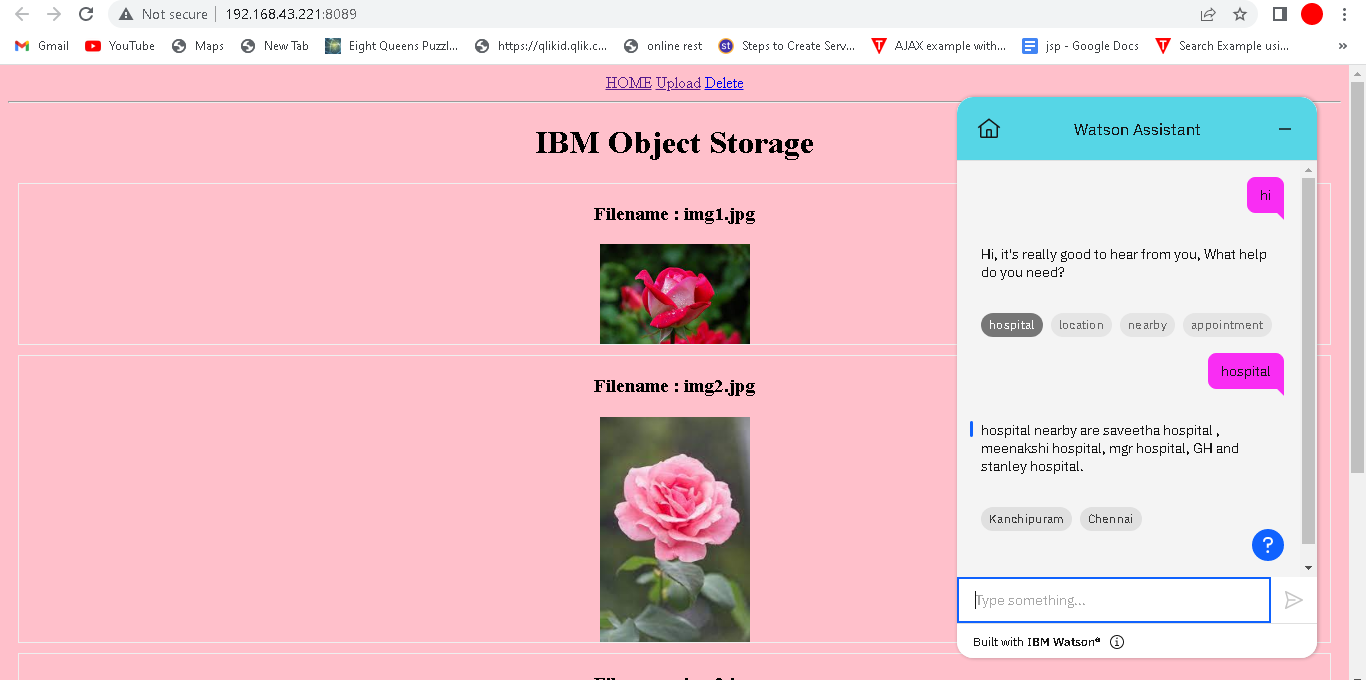 Not secure
192.168.43.221:8089
Gmail
YouTube
Maps
New Tab
Eight Queens Puzzl...
https://qlikid.qlik.c...
online rest
st
Steps to Create Serv...
AJAX example with...
jsp - Google Docs
Search Example usi...
»
HOME Upload Delete
IBM Object Storage
Filename : img1.jpg
Filename : img2.jpg
Watson Assistant
hi
Hi, it's really good to hear from you, What help
do you need?
hospital
location
nearby
appointment
hospital
hospital nearby are saveetha hospital ,
meenakshi hospital, mgr hospital, GH and
stanley hospital.
Kanchipuram
Chennai
?
Type something...
Built with IBM Watson®